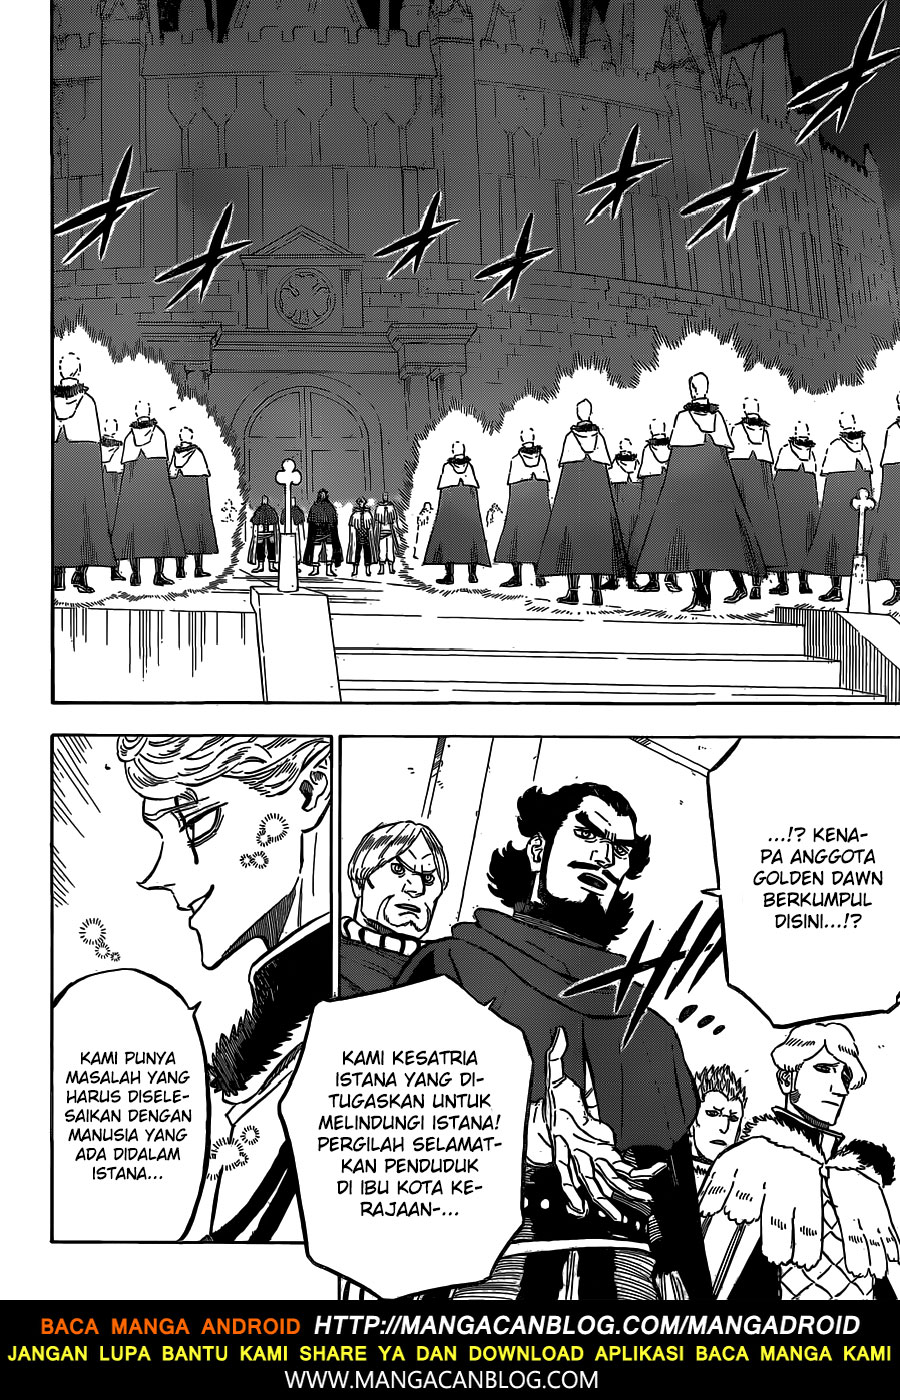 ...!? KENA-
PA ANGGOTA
GOLDEN DAWN
BERKUMPUL
DISINI...!?
KAMI KESATRIA
ISTANA YANG DI-
TUGASKAN UNTUK
MELINDUNGI ISTANA!
PERGILAH SELAMAT-
KAN PENDUDUK
DI IBU KOTA KE-
RAJAAN-...
KAMI PUNYA
MASALAH YANG
HARUS DISELE-
SAIKAN DENGAN
MANUSIA YANG
ADA DIDALAM
ISTANA...
BACA MANGA ANDROID HTTP://MANGACANBLOG.COM/MANGADROID
JANGAN LUPA BANTU KAMI SHARE YA DAN DOWNLOAD APLIKASI BACA MANGA KAMI
WWW.MANGACANBLOG.COM